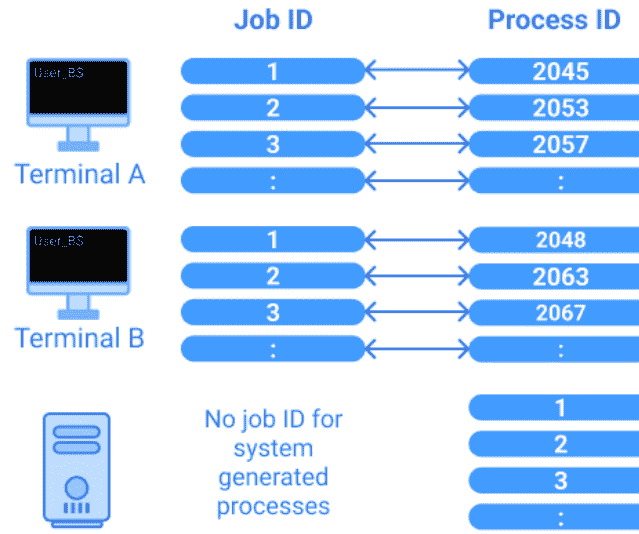 Job ID Process ID
User_BS
1 2045
2 2053
3 2057
: :
Terminal A
User_BS
1 2048
2 2063
3 2067
: :
Terminal B
No job ID for
system
generated
processes
1
2
3
: